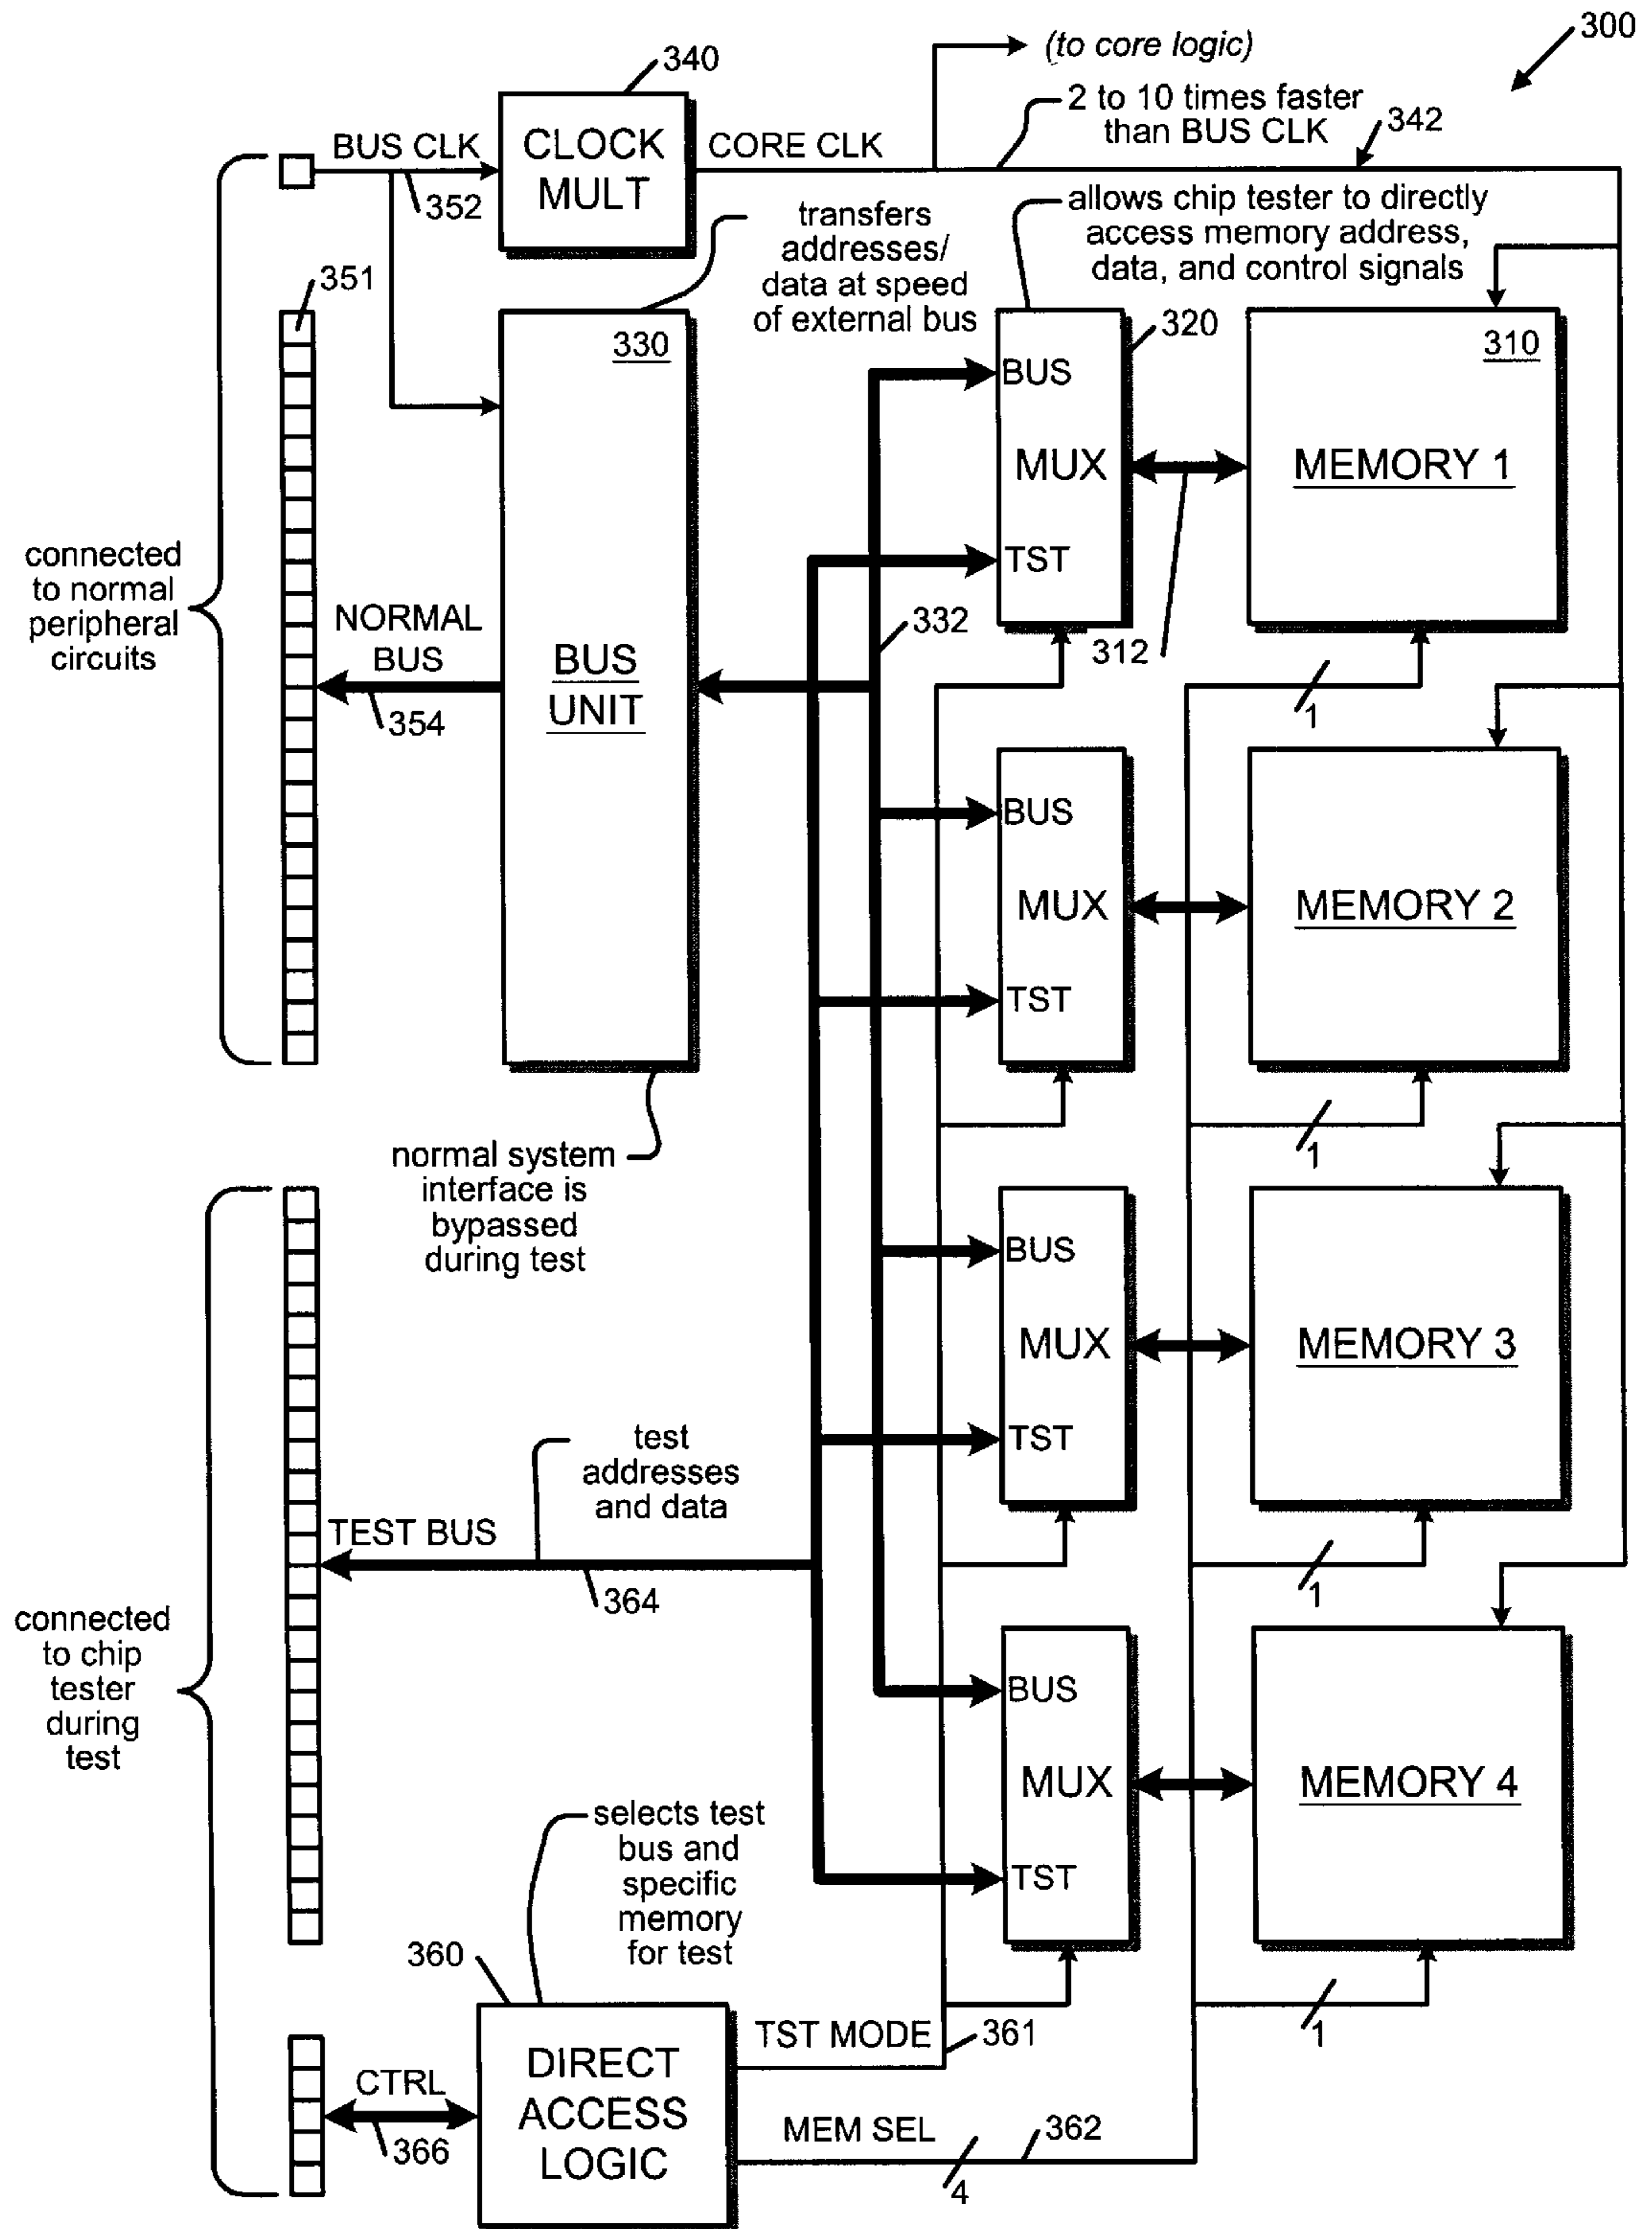 300
340
(to core logic)
2 to 10 times faster
than BUS CLK
342
BUS CLK
352
CLOCK
MULT
CORE CLK
transfers
addresses/
data at speed
of external bus
allows chip tester to directly
access memory address,
data, and control signals
351
330
320
310
BUS
MUX
TST
MEMORY 1
312
332
1
connected
to normal
peripheral
circuits
NORMAL
BUS
354
BUS
UNIT
BUS
MUX
TST
MEMORY 2
1
normal system
interface is
bypassed
during test
BUS
MUX
TST
MEMORY 3
1
test
addresses
and data
TEST BUS
364
connected
to chip
tester
during
test
BUS
MUX
TST
MEMORY 4
1
selects test
bus and
specific
memory
for test
360
DIRECT
ACCESS
LOGIC
CTRL
366
TST MODE
361
MEM SEL
362
4